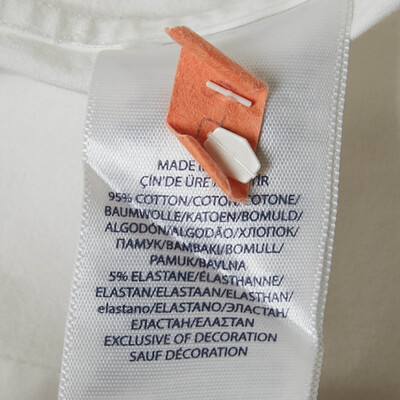 MADE
ÇİN'DE ÜRE
95% COTTON/COTON/COTONE/
BAUMWOLLE/KATOEN/BOMULD/
ALGODÓN/ALGODÃO/ХЛОПОК/
ПАМУК/BAMBAKI/BOMULL/
PAMUK/BAVLNA
5% ELASTANE/ÉLASTHANNE/
ELASTAN/ELASTAAN/ELASTHAN/
elastano/ELASTANO/ЭЛАСТАН/
ЕЛАСТАН/ΕΛΑΣΤΑΝ
EXCLUSIVE OF DECORATION
SAUF DÉCORATION